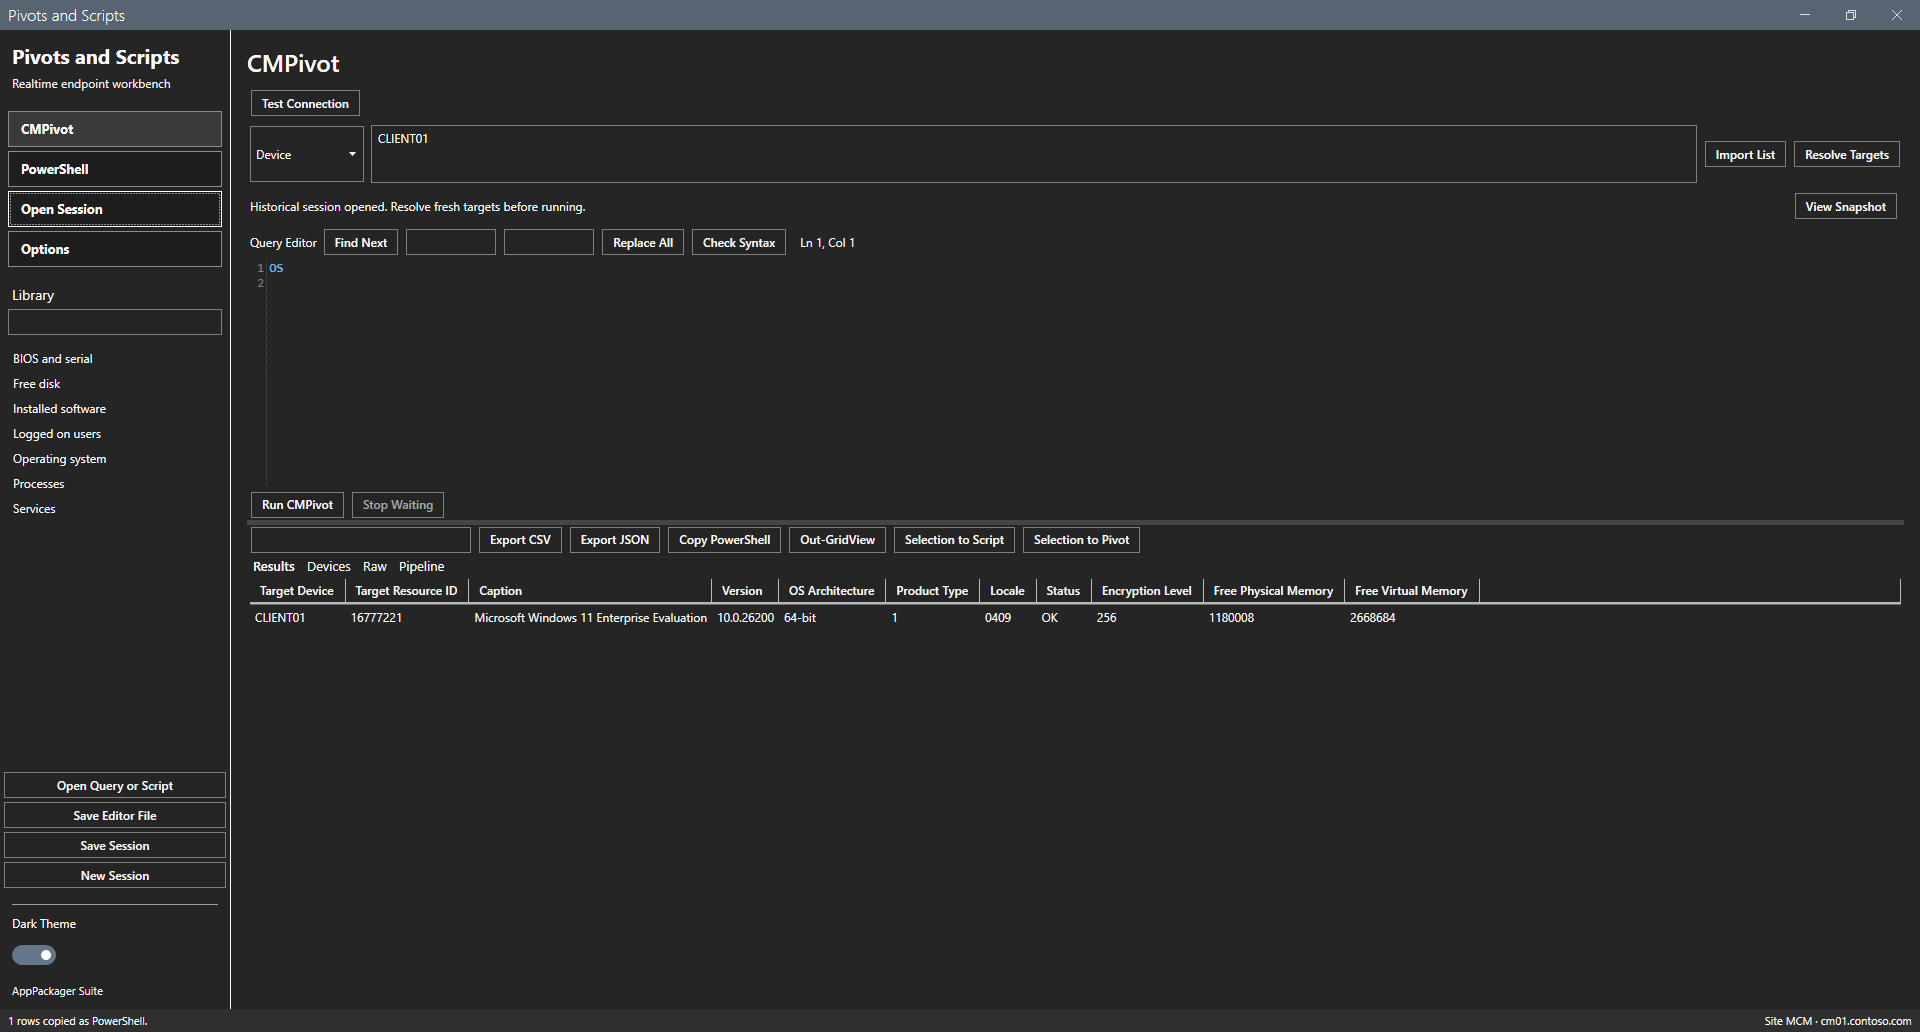 Pivots and Scripts
Pivots and Scripts
Realtime endpoint workbench
CMPivot
PowerShell
Open Session
Options
Library
BIOS and serial
Free disk
Installed software
Logged on users
Operating system
Processes
Services
Open Query or Script
Save Editor File
Save Session
New Session
Dark Theme
AppPackager Suite
CMPivot
Test Connection
Device
CLIENT01
Import List
Resolve Targets
Historical session opened. Resolve fresh targets before running.
View Snapshot
Query Editor
Find Next
Replace All
Check Syntax
Ln 1, Col 1
1 OS
2
Run CMPivot
Stop Waiting
Export CSV
Export JSON
Copy PowerShell
Out-GridView
Selection to Script
Selection to Pivot
Results Devices Raw Pipeline
Target Device Target Resource ID Caption Version OS Architecture Product Type Locale Status Encryption Level Free Physical Memory Free Virtual Memory
CLIENT01 16777221 Microsoft Windows 11 Enterprise Evaluation 10.0.26200 64-bit 1 0409 OK 256 1180008 2668684
1 rows copied as PowerShell.
Site MCM · cm01.contoso.com